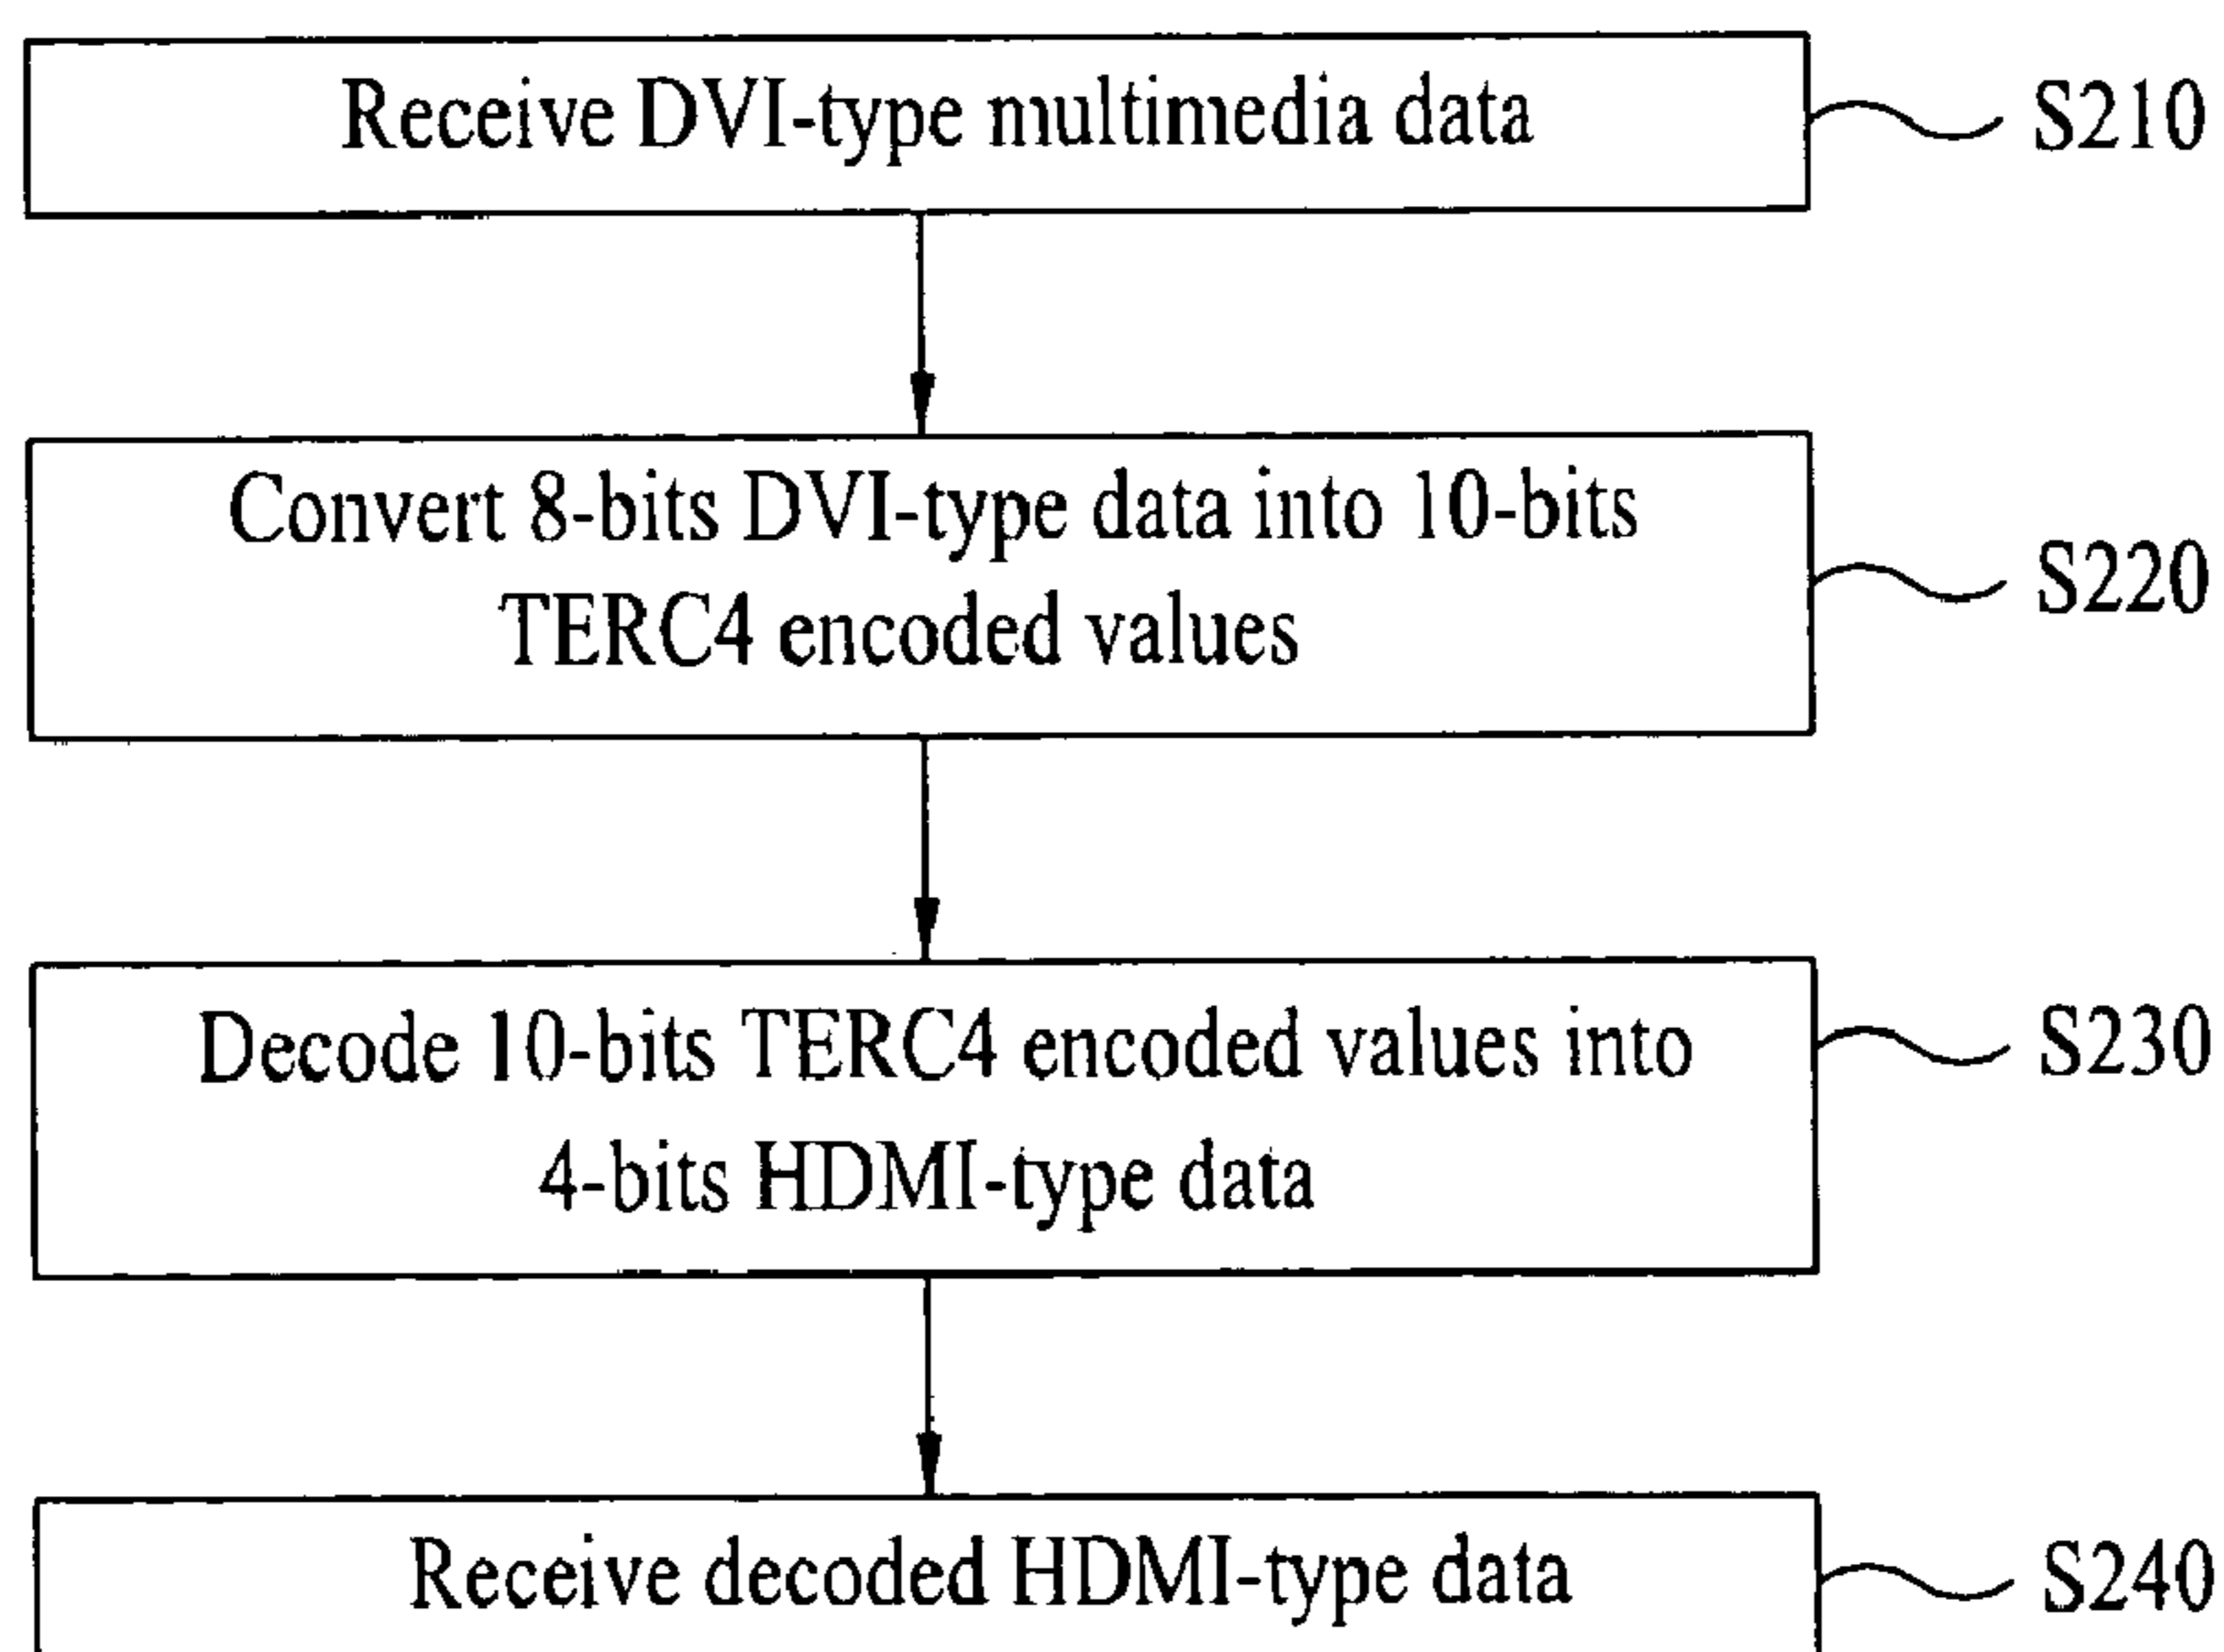 Receive DVI-type multimedia data
S210
Convert 8-bits DVI-type data into 10-bits
TERC4 encoded values
S220
Decode 10-bits TERC4 encoded values into
4-bits HDMI-type data
S230
Receive decoded HDMI-type data
S240